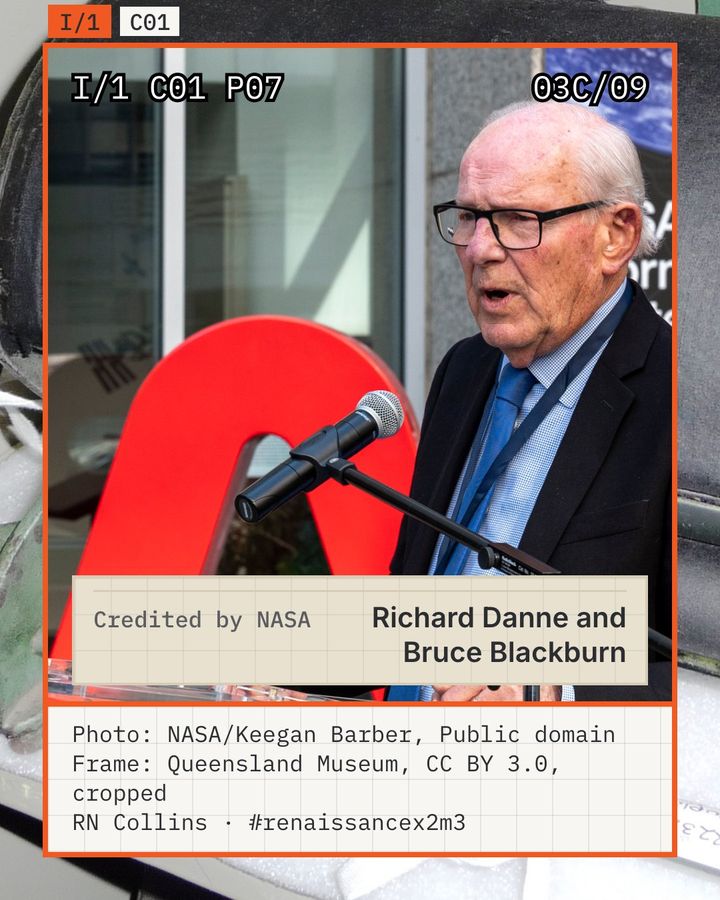 I/1 C01
I/1 C01 P07 03C/09
Credited by NASA Richard Danne and
Bruce Blackburn
Photo: NASA/Keegan Barber, Public domain
Frame: Queensland Museum, CC BY 3.0,
cropped
RN Collins · #renaissancex2m3